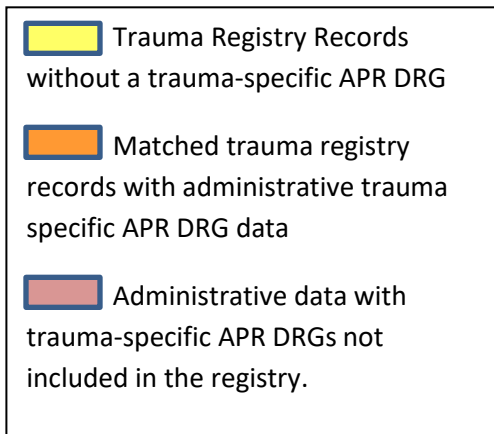 Trauma Registry Records
without a trauma-specific APR DRG
Matched trauma registry
records with administrative trauma
specific APR DRG data
Administrative data with
trauma-specific APR DRGs not
included in the registry.